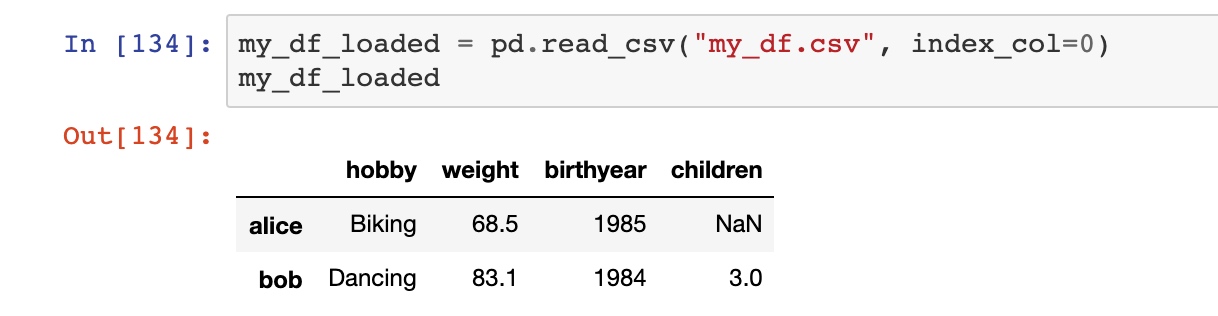 In [134]: my_df_loaded = pd.read_csv("my_df.csv", index_col=0)
my_df_loaded
Out[134]:
hobby weight birthyear children
alice Biking 68.5 1985 NaN
bob Dancing 83.1 1984 3.0